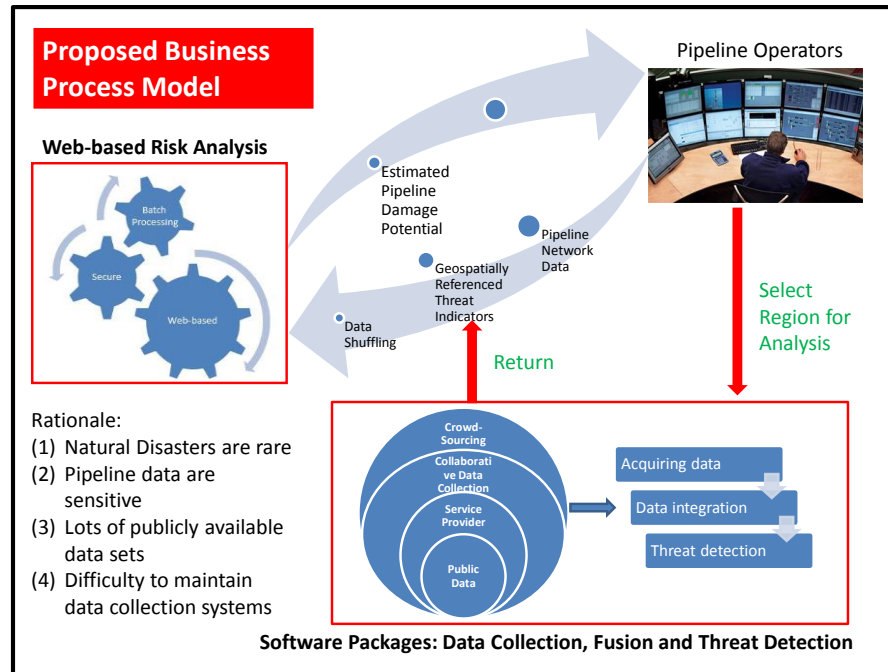 Proposed Business
Process Model
Pipeline Operators
Web-based Risk Analysis
Batch
Processing
Secure
Web-based
Estimated
Pipeline
Damage
Potential
Pipeline
Network
Data
Geospatially
Referenced
Threat
Indicators
Data
Shuffling
Select
Region for
Analysis
Return
Rationale:
(1) Natural Disasters are rare
(2) Pipeline data are
sensitive
(3) Lots of publicly available
data sets
(4) Difficulty to maintain
data collection systems
Crowd-
Sourcing
Collaborati
ve Data
Collection
Service
Provider
Public
Data
Acquiring data
Data integration
Threat detection
Software Packages: Data Collection, Fusion and Threat Detection